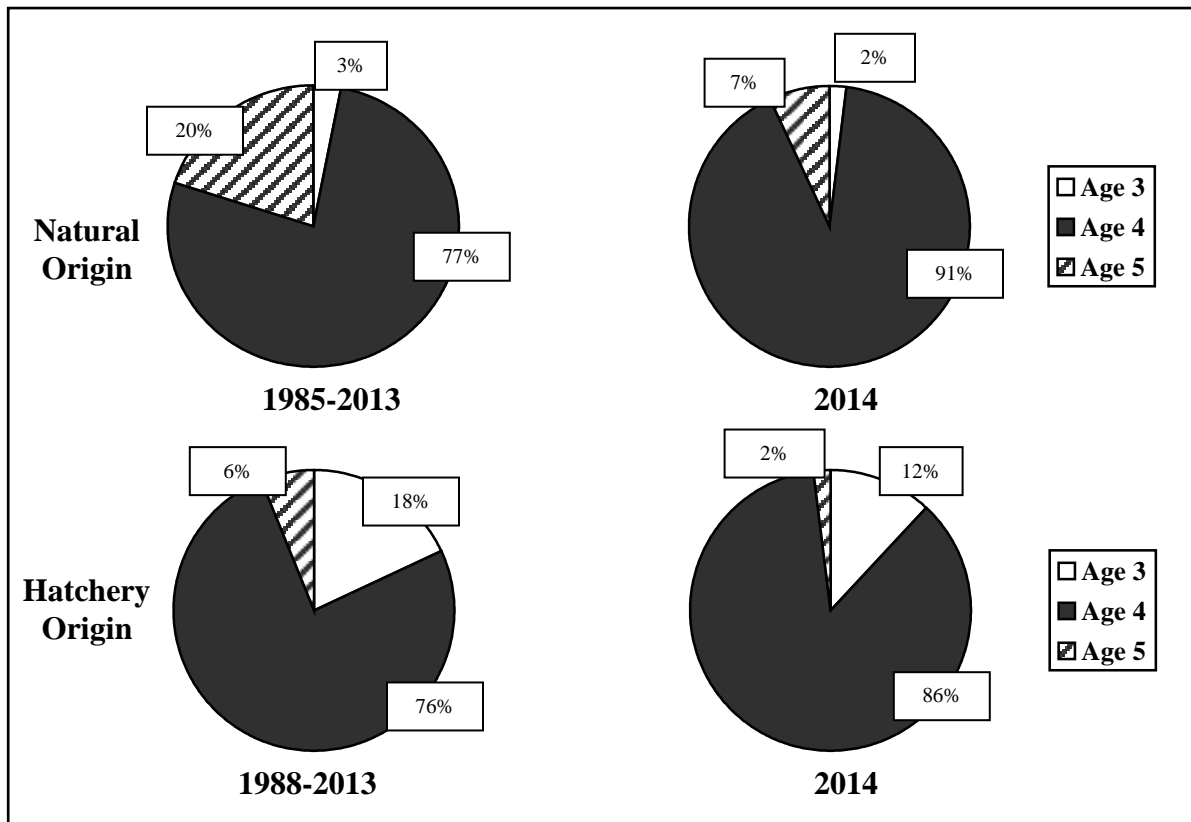 3%
20%
77%
Natural
Origin
1985-2013
2%
7%
91%
2014
Age 3
Age 4
Age 5
6%
18%
76%
Hatchery
Origin
1988-2013
2%
12%
86%
2014
Age 3
Age 4
Age 5